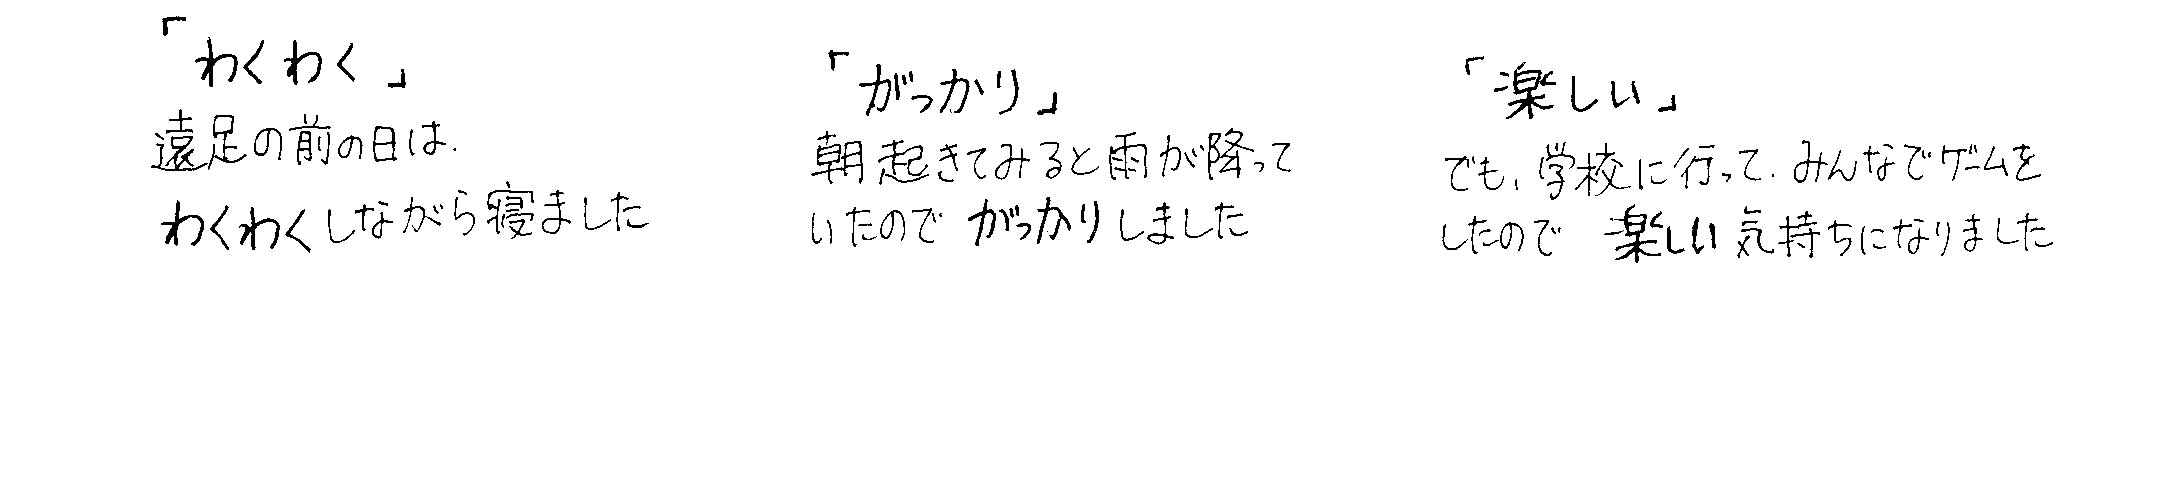 「わくわく」
遠足の前の日は、
わくわくしながら寝ました
「がっかり」
朝起きてみると雨が降って
いたので がっかりしました
「楽しい」
でも、学校に行って、みんなでゲームを
したので 楽しい気持ちになりました